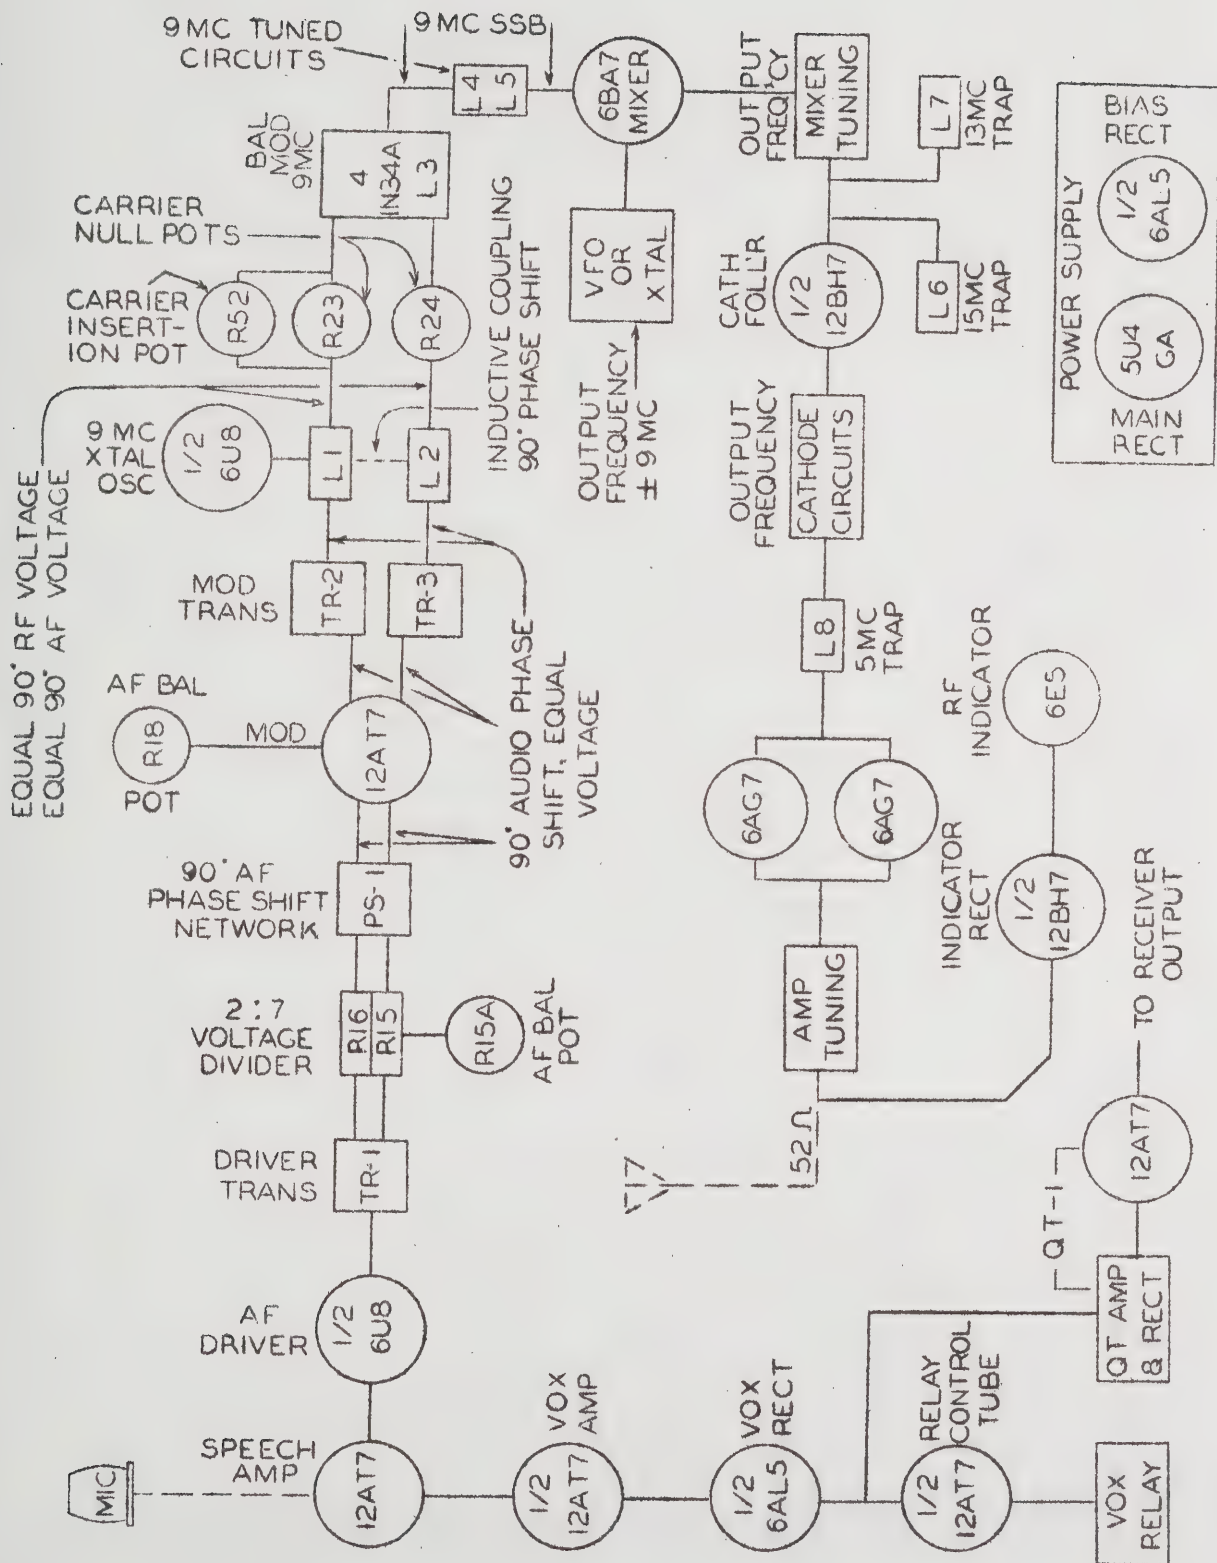 9 MC TUNED
CIRCUITS
9 MC SSB
L4
L5
6BA7
MIXER
OUTPUT
FREQ'CY
MIXER
TUNING
L7
13MC
TRAP
BAL
MOD
9MC
4
IN34A
L3
CARRIER
NULL POTS
CARRIER
INSERT-
ION POT
R52
R23
R24
INDUCTIVE COUPLING
90° PHASE SHIFT
VFO
OR
XTAL
OUTPUT
FREQUENCY
± 9 MC
CATH
FOLL'R
1/2
12BH7
L6
15MC
TRAP
POWER SUPPLY
BIAS
RECT
1/2
6AL5
5U4
GA
MAIN
RECT
EQUAL 90° RF VOLTAGE
EQUAL 90° AF VOLTAGE
9 MC
XTAL
OSC
1/2
6U8
L1
L2
OUTPUT
FREQUENCY
CATHODE
CIRCUITS
MOD
TRANS
TR-2
TR-3
L8
5MC
TRAP
AF BAL
R18
POT
MOD
12AT7
90° AUDIO PHASE
SHIFT, EQUAL
VOLTAGE
RF
INDICATOR
6E5
6AG7
6AG7
90° AF
PHASE SHIFT
NETWORK
PS-1
INDICATOR
RECT
1/2
12BH7
2:7
VOLTAGE
DIVIDER
R16
R15
R15A
AF BAL
POT
AMP
TUNING
TO RECEIVER
OUTPUT
DRIVER
TRANS
TR-1
52Ω
12AT7
QT-1
AF
DRIVER
1/2
6U8
QT AMP
& RECT
MIC
SPEECH
AMP
12AT7
VOX
AMP
1/2
12AT7
VOX
RECT
1/2
6AL5
RELAY
CONTROL
TUBE
1/2
12AT7
VOX
RELAY